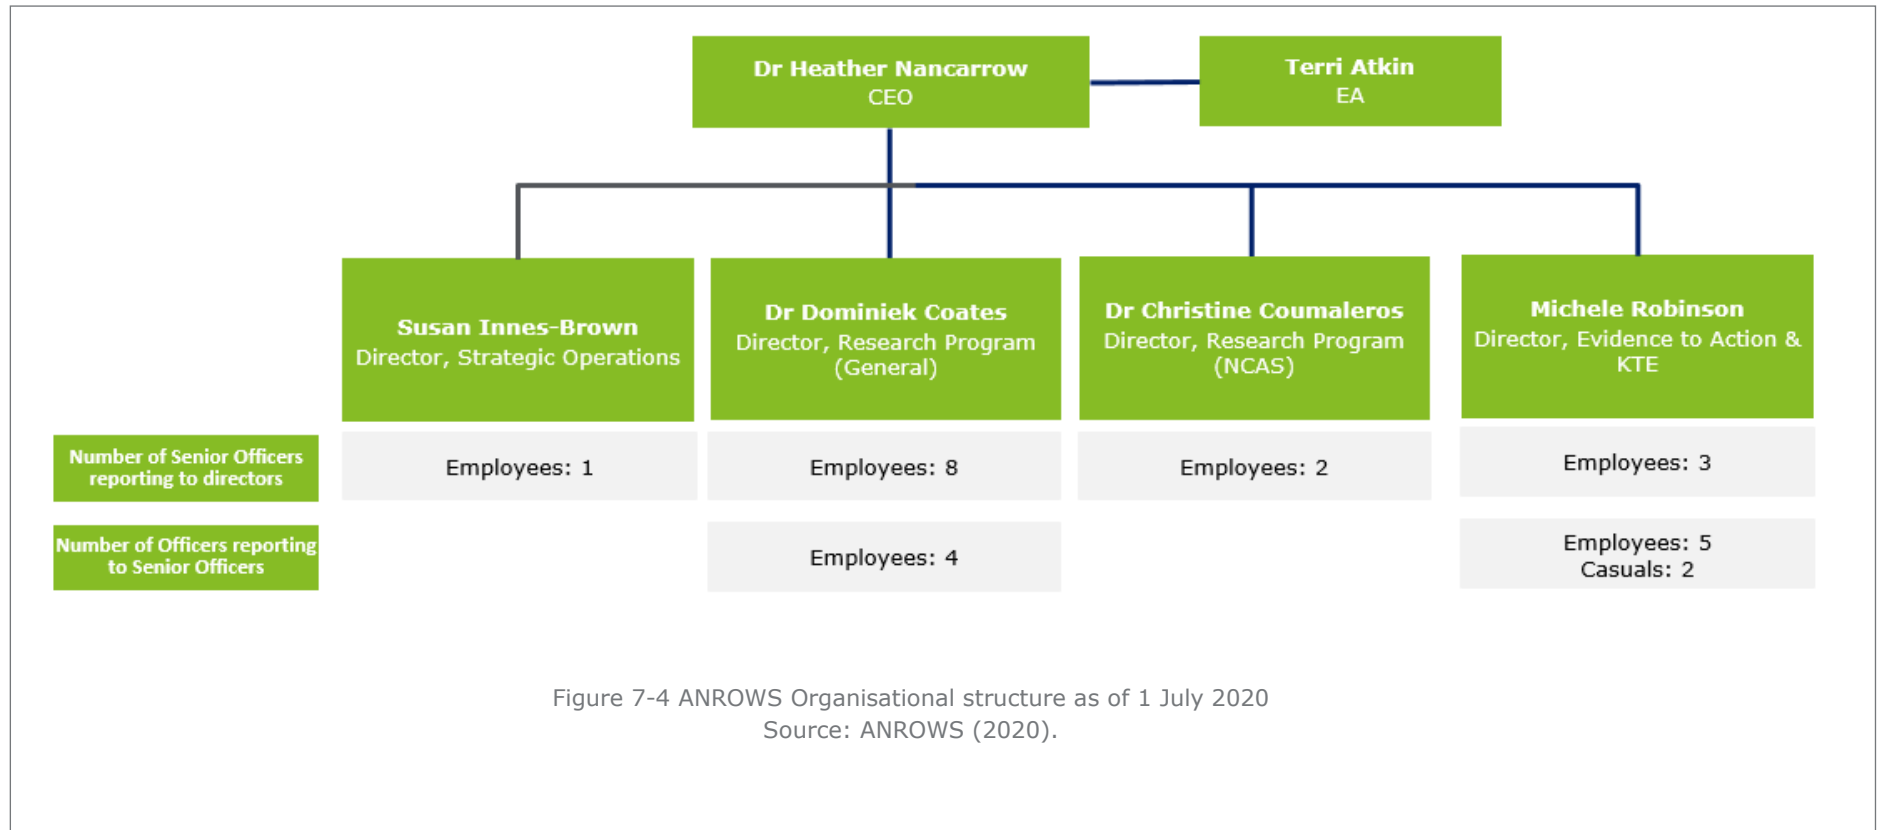 Dr Heather Nancarrow
CEO
Terri Atkin
EA
Susan Innes-Brown
Director, Strategic Operations
Dr Dominiek Coates
Director, Research Program
(General)
Dr Christine Coumaleros
Director, Research Program
(NCAS)
Michele Robinson
Director, Evidence to Action &
KTE
Number of Senior Officers
reporting to directors
Employees: 1
Employees: 8
Employees: 2
Employees: 3
Number of Officers reporting
to Senior Officers
Employees: 4
Employees: 5
Casuals: 2
Figure 7-4 ANROWS Organisational structure as of 1 July 2020
Source: ANROWS (2020).